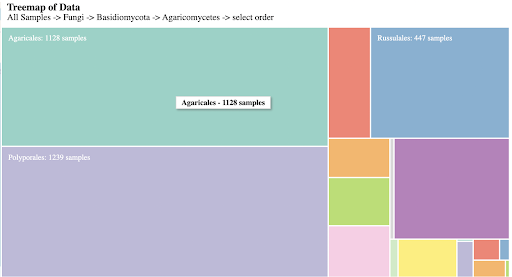 Treemap of Data
All Samples -> Fungi -> Basidiomycota -> Agaricomycetes -> select order
Agaricales: 1128 samples
Russulales: 447 samples
Agaricales - 1128 samples
Polyporales: 1239 samples